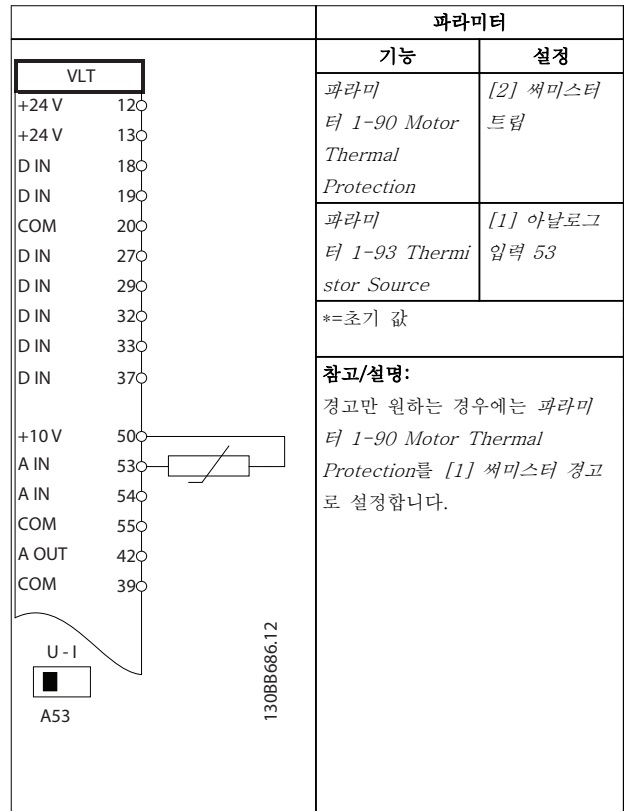 파라미터
기능 설정
파라미
터 1-90 Motor
Thermal
Protection
[2] 써미스터
트립
파라미
터 1-93 Thermi
stor Source
[1] 아날로그
입력 53
*=초기 값
참고/설명:
경고만 원하는 경우에는 파라미
터 1-90 Motor Thermal
Protection를 [1] 써미스터 경고
로 설정합니다.
VLT
+24 V 12
+24 V 13
D IN 18
D IN 19
COM 20
D IN 27
D IN 29
D IN 32
D IN 33
D IN 37
+10 V 50
A IN 53
A IN 54
COM 55
A OUT 42
COM 39
U - I
A53
130BB686.12